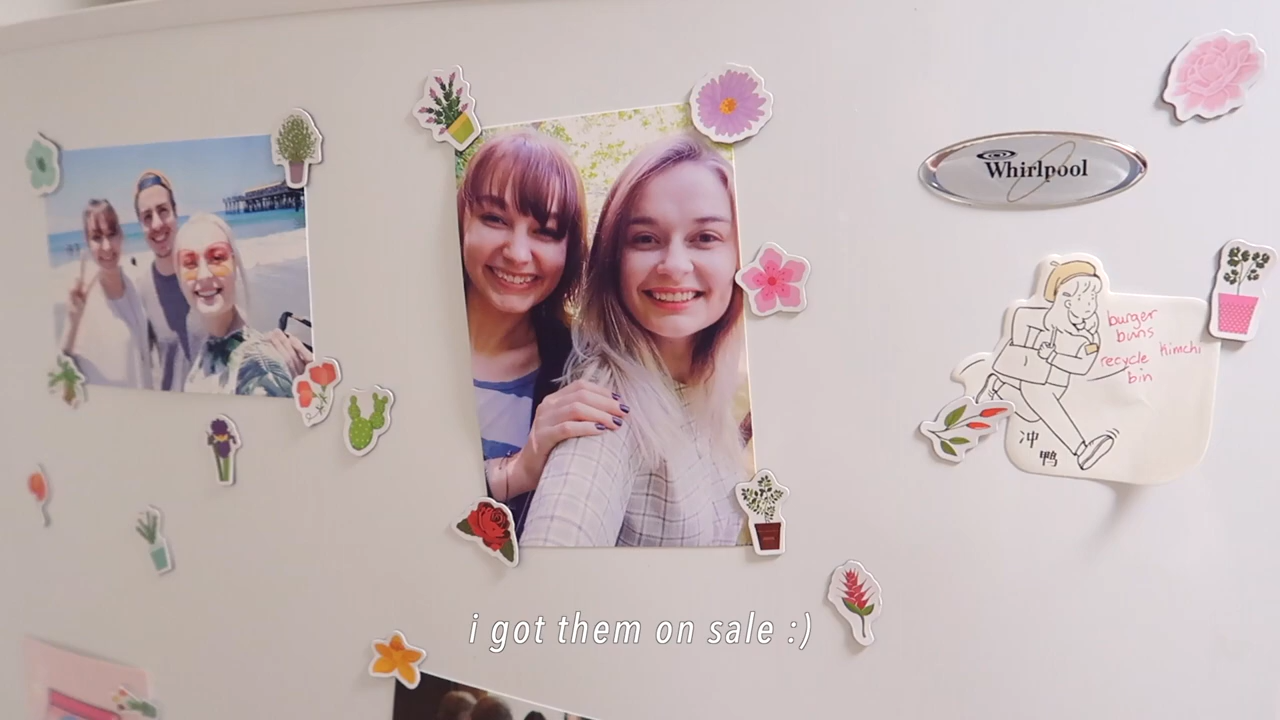 Whirlpool
burger
buns
recycle kimchi
bin
冲
鸭
i got them on sale :)